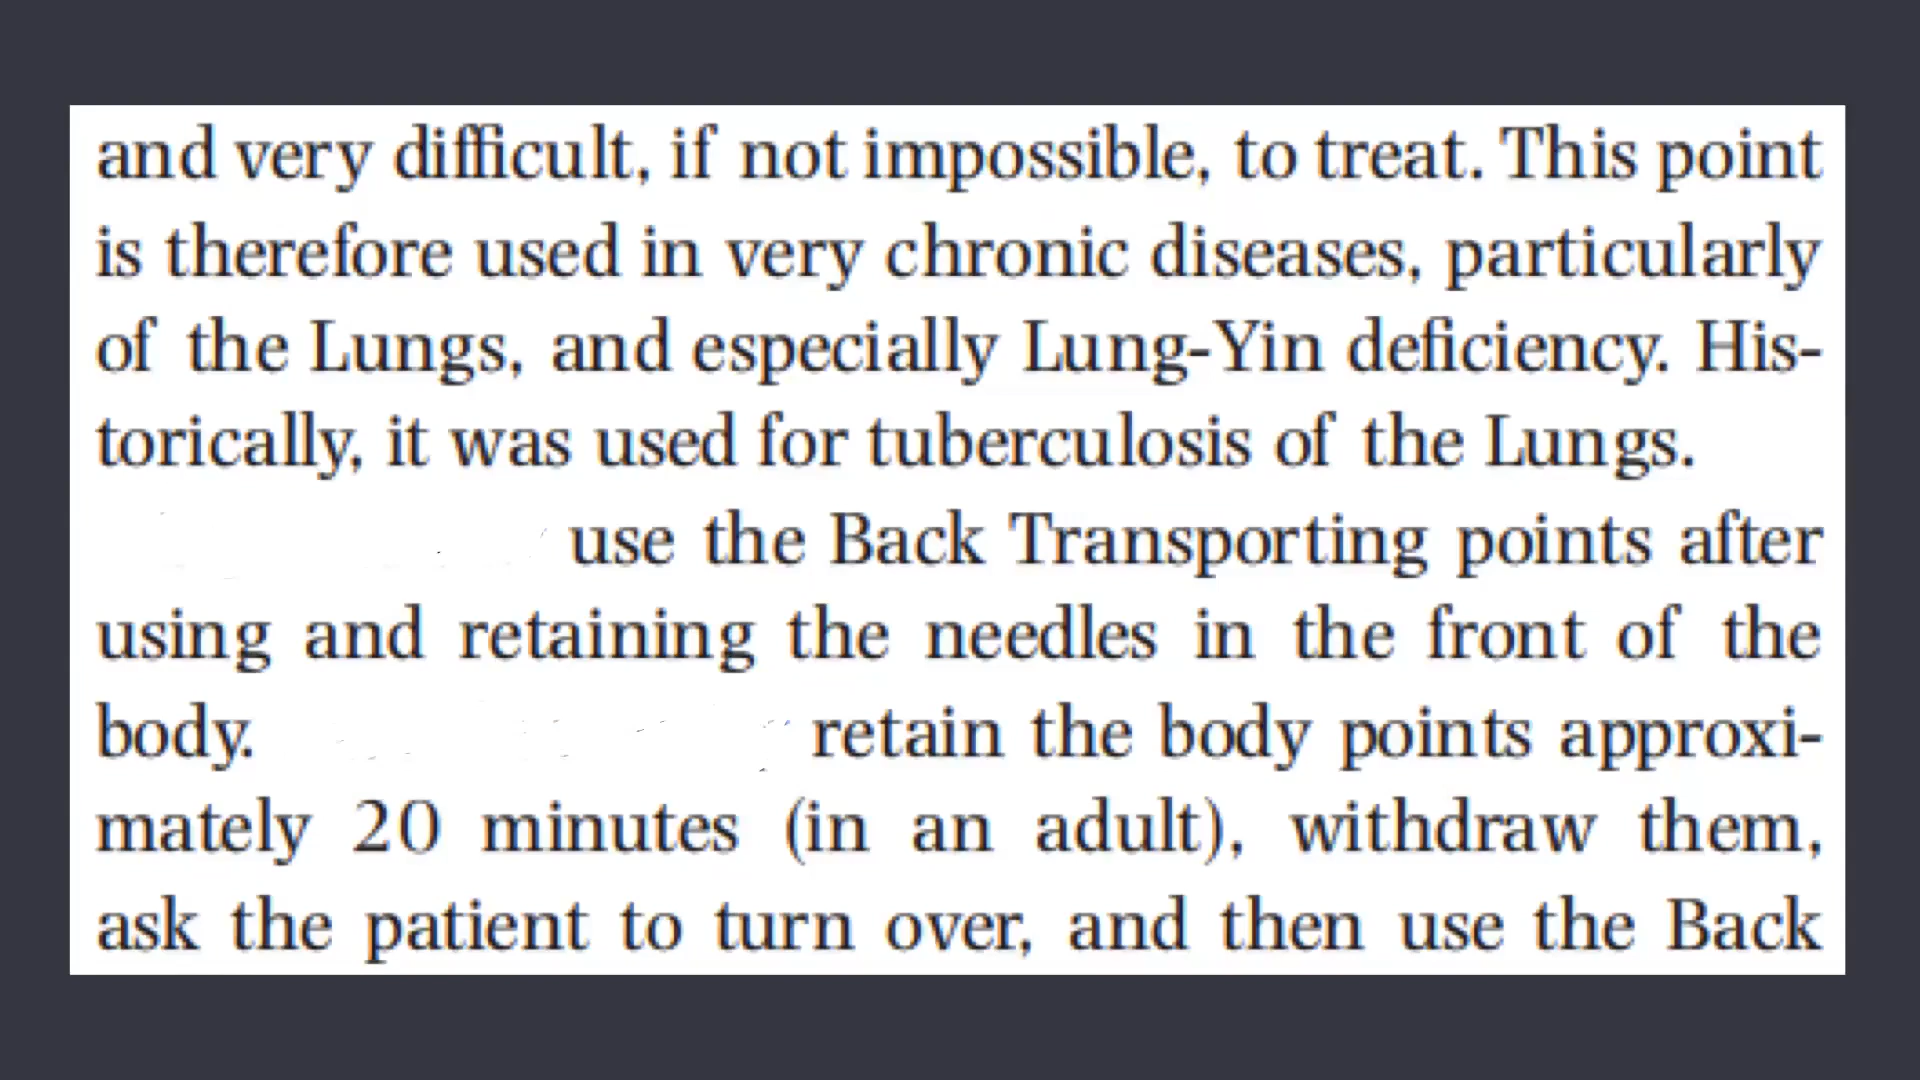 and very difficult, if not impossible, to treat. This point
is therefore used in very chronic diseases, particularly
of the Lungs, and especially Lung-Yin deficiency. His-
torically, it was used for tuberculosis of the Lungs.
use the Back Transporting points after
using and retaining the needles in the front of the
body. retain the body points approxi-
mately 20 minutes (in an adult), withdraw them,
ask the patient to turn over, and then use the Back